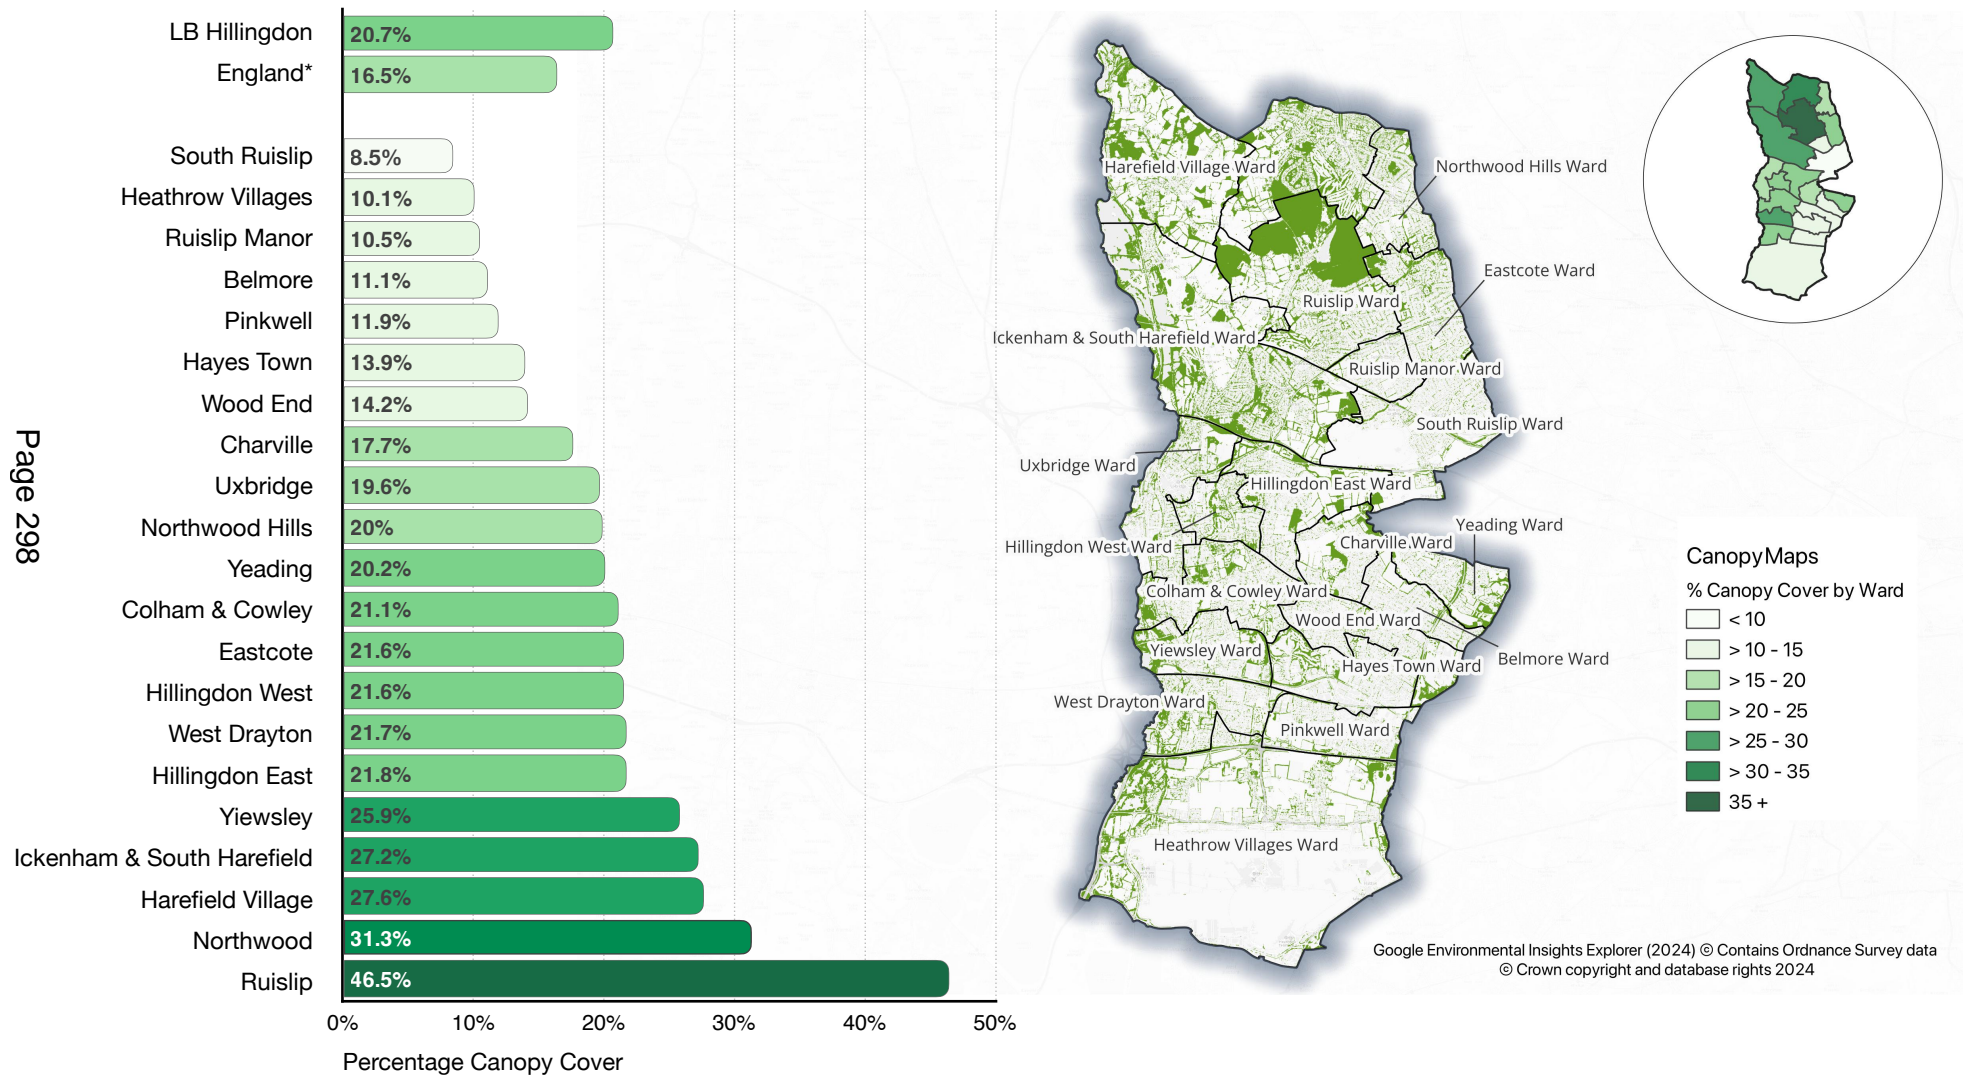 Page 298
LB Hillingdon 20.7%
England* 16.5%
South Ruislip 8.5%
Heathrow Villages 10.1%
Ruislip Manor 10.5%
Belmore 11.1%
Pinkwell 11.9%
Hayes Town 13.9%
Wood End 14.2%
Charville 17.7%
Uxbridge 19.6%
Northwood Hills 20%
Yeading 20.2%
Colham & Cowley 21.1%
Eastcote 21.6%
Hillingdon West 21.6%
West Drayton 21.7%
Hillingdon East 21.8%
Yiewsley 25.9%
Ickenham & South Harefield 27.2%
Harefield Village 27.6%
Northwood 31.3%
Ruislip 46.5%
0% 10% 20% 30% 40% 50%
Percentage Canopy Cover
Harefield Village Ward
Northwood Hills Ward
Eastcote Ward
Ruislip Ward
Ickenham & South Harefield Ward
Ruislip Manor Ward
South Ruislip Ward
Uxbridge Ward
Hillingdon East Ward
Yeading Ward
Hillingdon West Ward
Charville Ward
Colham & Cowley Ward
Wood End Ward
Yiewsley Ward
Hayes Town Ward
Belmore Ward
West Drayton Ward
Pinkwell Ward
Heathrow Villages Ward
Canopy Maps
% Canopy Cover by Ward
< 10
> 10 - 15
> 15 - 20
> 20 - 25
> 25 - 30
> 30 - 35
35 +
Google Environmental Insights Explorer (2024) © Contains Ordnance Survey data
© Crown copyright and database rights 2024